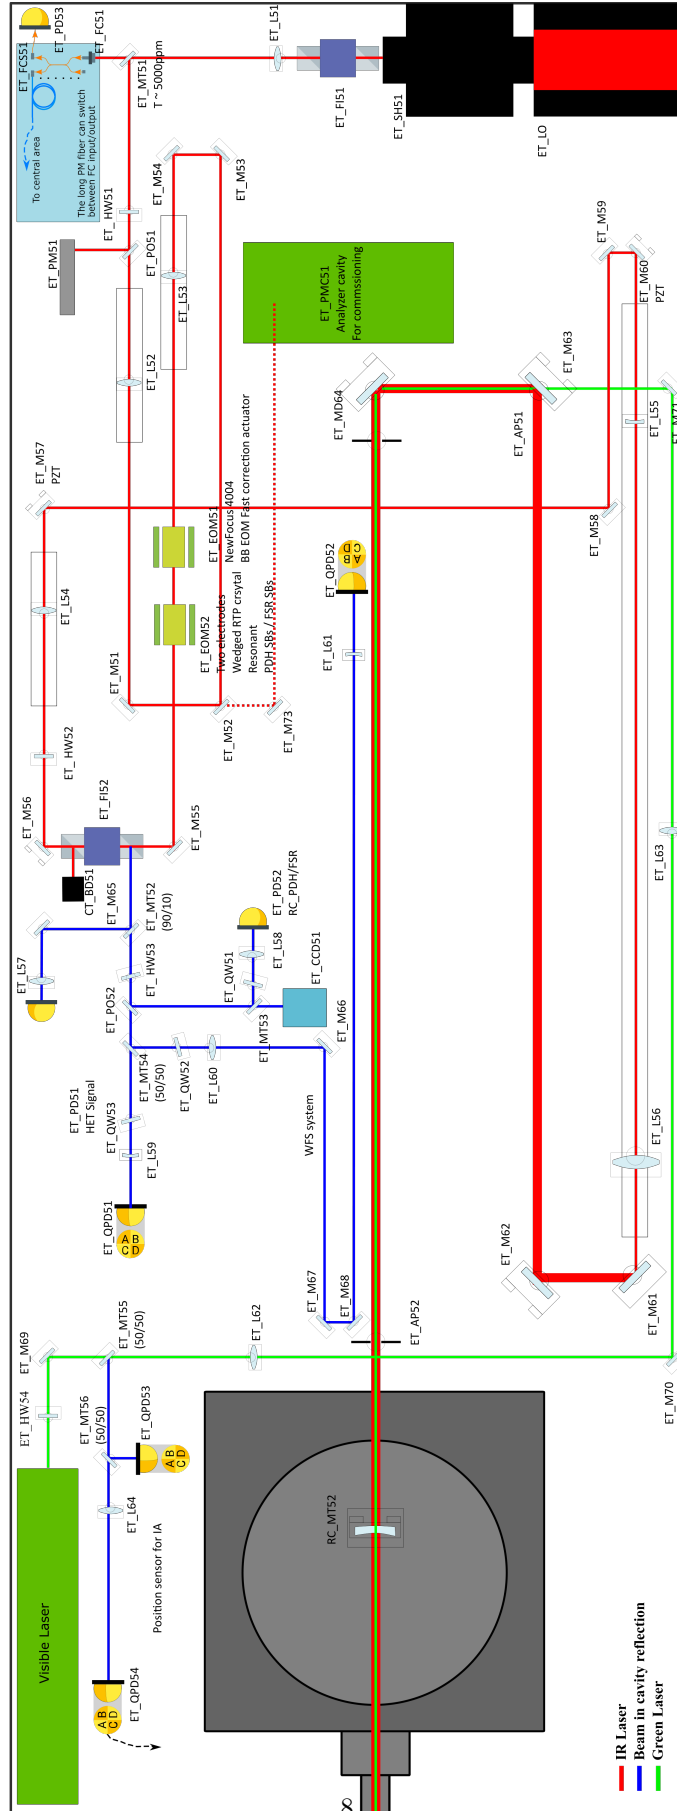 ET_PD53
ET_FCS51
ET_FC51
To central area
The long PM fiber can switch
between FC input/output
ET_MT51
T ~ 5000ppm
ET_L51
ET_FI51
ET_SH51
ET_LO
ET_HW51
ET_PM51
ET_PO51
ET_M54
ET_M53
ET_L53
ET_L52
ET_PMC51
Analyzer cavity
For commssioning
ET_M59
ET_M60
PZT
ET_M63
ET_MD64
ET_AP51
ET_L55
ET_M71
ET_M57
PZT
ET_M58
ET_EOM51
NewFocus 4004
BB EOM Fast correction actuator
ET_EOM52
Two electrodes
Wedged RTP crsytal
Resonant
PDH SBs / FSR SBs
ET_QPD52
A B
C D
ET_L61
ET_L54
ET_M51
ET_M52
ET_M73
ET_HW52
ET_M56
ET_FI52
ET_M55
CT_BD51
ET_M65
ET_MT52
(90/10)
ET_PD52
RC_PDH/FSR
ET_L63
ET_L57
ET_HW53
ET_QW51
ET_L58
ET_CCD51
ET_PO52
ET_MT53
ET_M66
ET_MT54
(50/50)
ET_QW52
ET_L60
ET_PD51
HET Signal
ET_QW53
ET_L59
WFS system
ET_QPD51
A B
C D
ET_L56
ET_M62
ET_M61
ET_M67
ET_M68
ET_AP52
ET_M69
ET_MT55
(50/50)
ET_L62
ET_M70
ET_HW54
ET_MT56
(50/50)
ET_QPD53
A B
C D
ET_L64
Position sensor for IA
RC_MT52
Visible Laser
ET_QPD54
A B
C D
IR Laser
Beam in cavity reflection
Green Laser